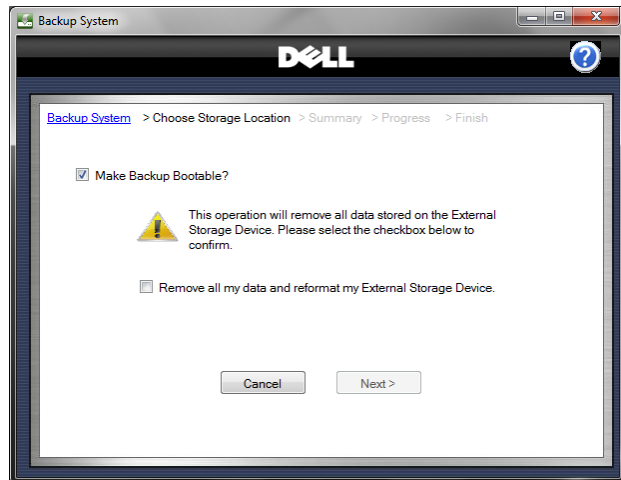 Backup System
DELL
?
Backup System > Choose Storage Location > Summary > Progress > Finish
Make Backup Bootable?
This operation will remove all data stored on the External
Storage Device. Please select the checkbox below to
confirm.
Remove all my data and reformat my External Storage Device.
Cancel Next >